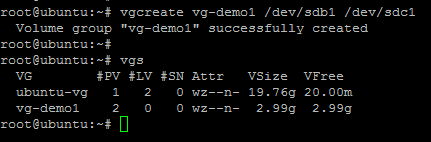 root@ubuntu:~# vgcreate vg-demo1 /dev/sdb1 /dev/sdc1
  Volume group "vg-demo1" successfully created
root@ubuntu:~#
root@ubuntu:~# vgs
  VG        #PV #LV #SN Attr   VSize  VFree
  ubuntu-vg   1   2   0 wz--n- 19.76g 20.00m
  vg-demo1    2   0   0 wz--n-  2.99g  2.99g
root@ubuntu:~#